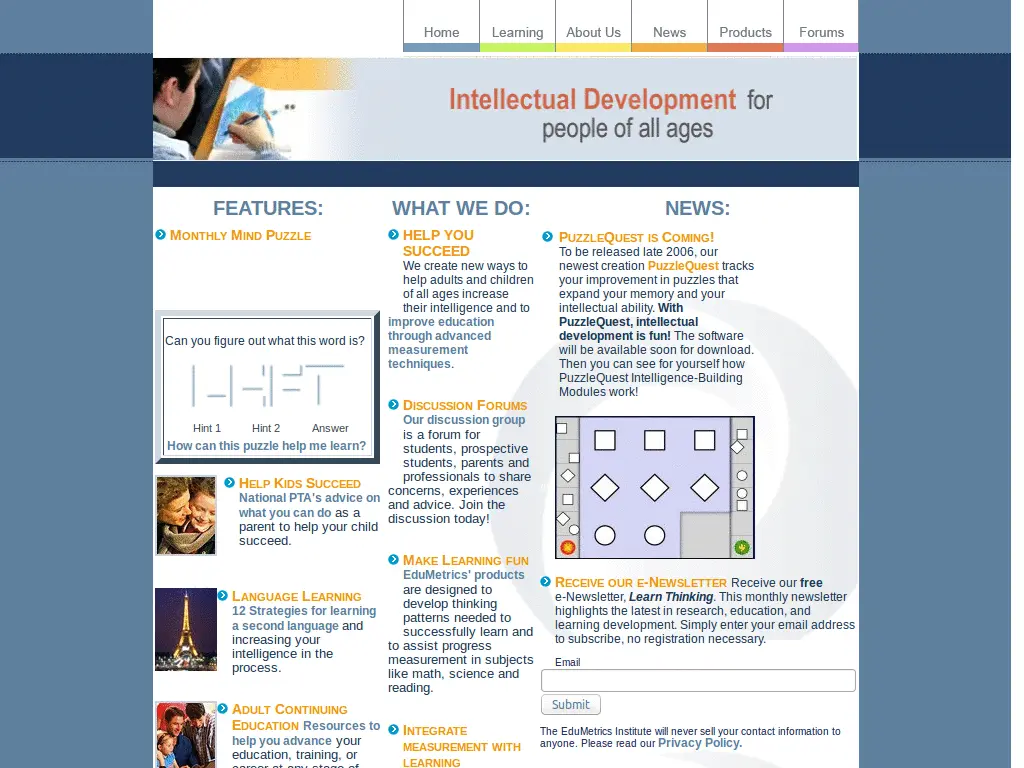 Home Learning About Us News Products Forums
Intellectual Development for
people of all ages
FEATURES:
MONTHLY MIND PUZZLE
Can you figure out what this word is?
Hint 1 Hint 2 Answer
How can this puzzle help me learn?
HELP KIDS SUCCEED
National PTA's advice on
what you can do as a
parent to help your child
succeed.
LANGUAGE LEARNING
12 Strategies for learning
a second language and
increasing your
intelligence in the
process.
ADULT CONTINUING
EDUCATION Resources to
help you advance your
education, training, or
career at any stage of
WHAT WE DO:
HELP YOU
SUCCEED
We create new ways to
help adults and children
of all ages increase
their intelligence and to
improve education
through advanced
measurement
techniques.
DISCUSSION FORUMS
Our discussion group
is a forum for
students, prospective
students, parents and
professionals to share
concerns, experiences
and advice. Join the
discussion today!
MAKE LEARNING FUN
EduMetrics' products
are designed to
develop thinking
patterns needed to
successfully learn and
to assist progress
measurement in subjects
like math, science and
reading.
INTEGRATE
MEASUREMENT WITH
LEARNING
NEWS:
PUZZLEQUEST IS COMING!
To be released late 2006, our
newest creation PuzzleQuest tracks
your improvement in puzzles that
expand your memory and your
intellectual ability. With
PuzzleQuest, intellectual
development is fun! The software
will be available soon for download.
Then you can see for yourself how
PuzzleQuest Intelligence-Building
Modules work!
RECEIVE OUR E-NEWSLETTER Receive our free
e-Newsletter, Learn Thinking. This monthly newsletter
highlights the latest in research, education, and
learning development. Simply enter your email address
to subscribe, no registration necessary.
Email
Submit
The EduMetrics Institute will never sell your contact information to
anyone. Please read our Privacy Policy.